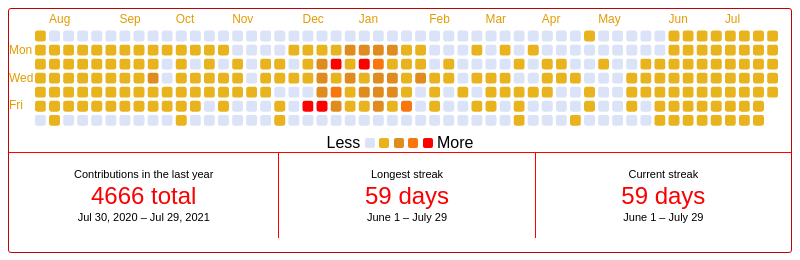 Aug Sep Oct Nov Dec Jan Feb Mar Apr May Jun Jul
Mon
Wed
Fri
Less More
Contributions in the last year
4666 total
Jul 30, 2020 – Jul 29, 2021
Longest streak
59 days
June 1 – July 29
Current streak
59 days
June 1 – July 29